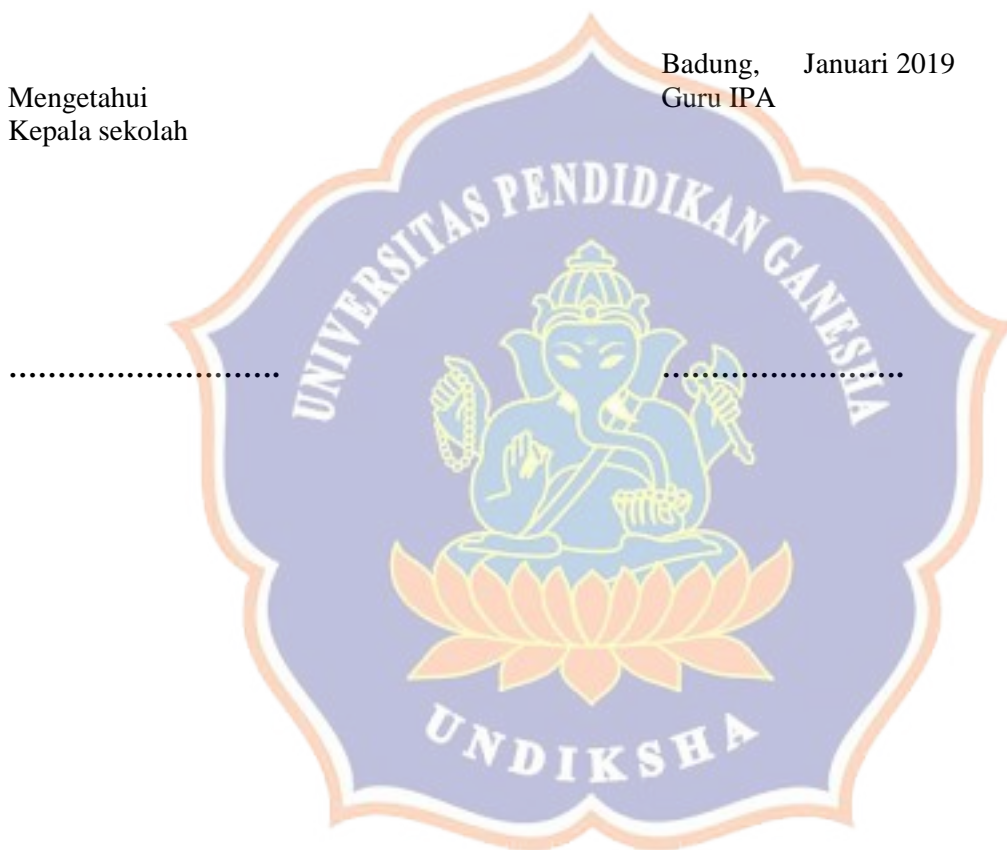 Badung, Januari 2019
Mengetahui
Guru IPA
Kepala sekolah
UNIVERSITAS PENDIDIKAN GANESHA
............................
.........................
UNDIKSHA